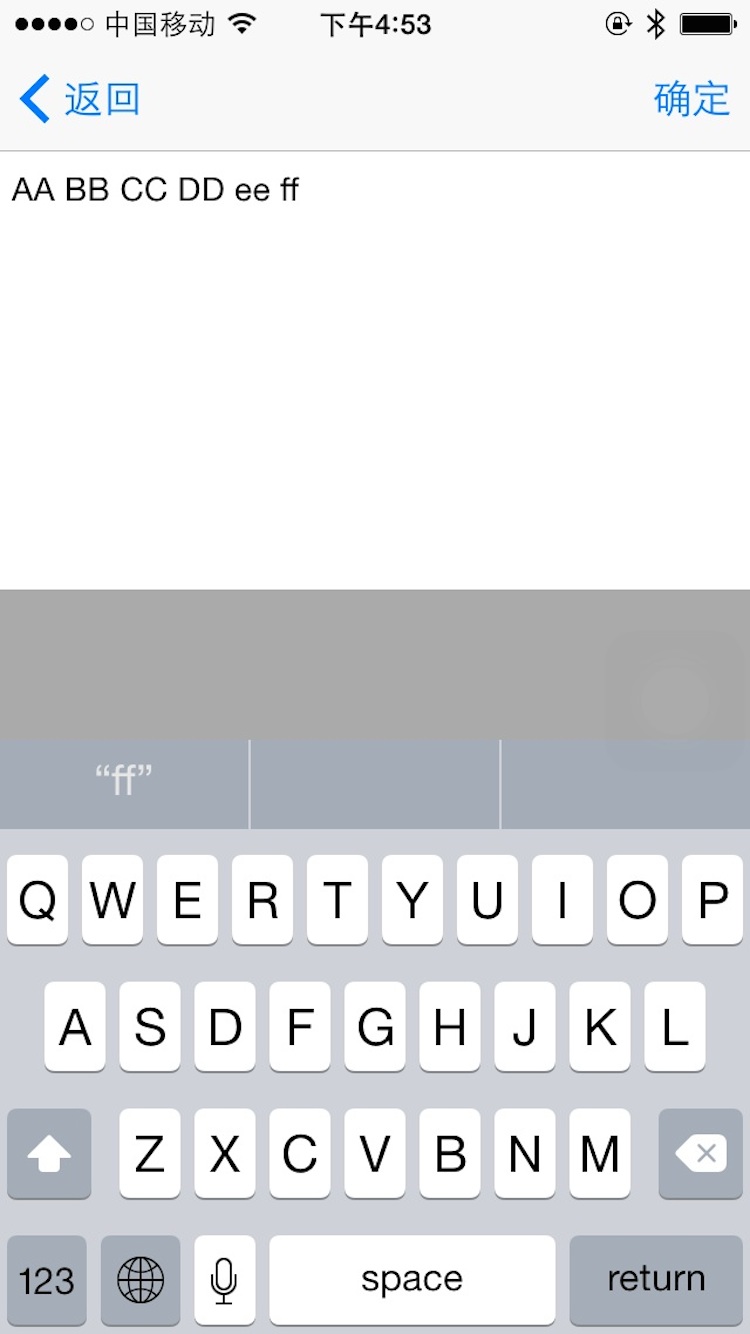 中国移动 下午4:53
返回 确定
AA BB CC DD ee ff
“ff”
Q W E R T Y U I O P
A S D F G H J K L
Z X C V B N M
123 space return